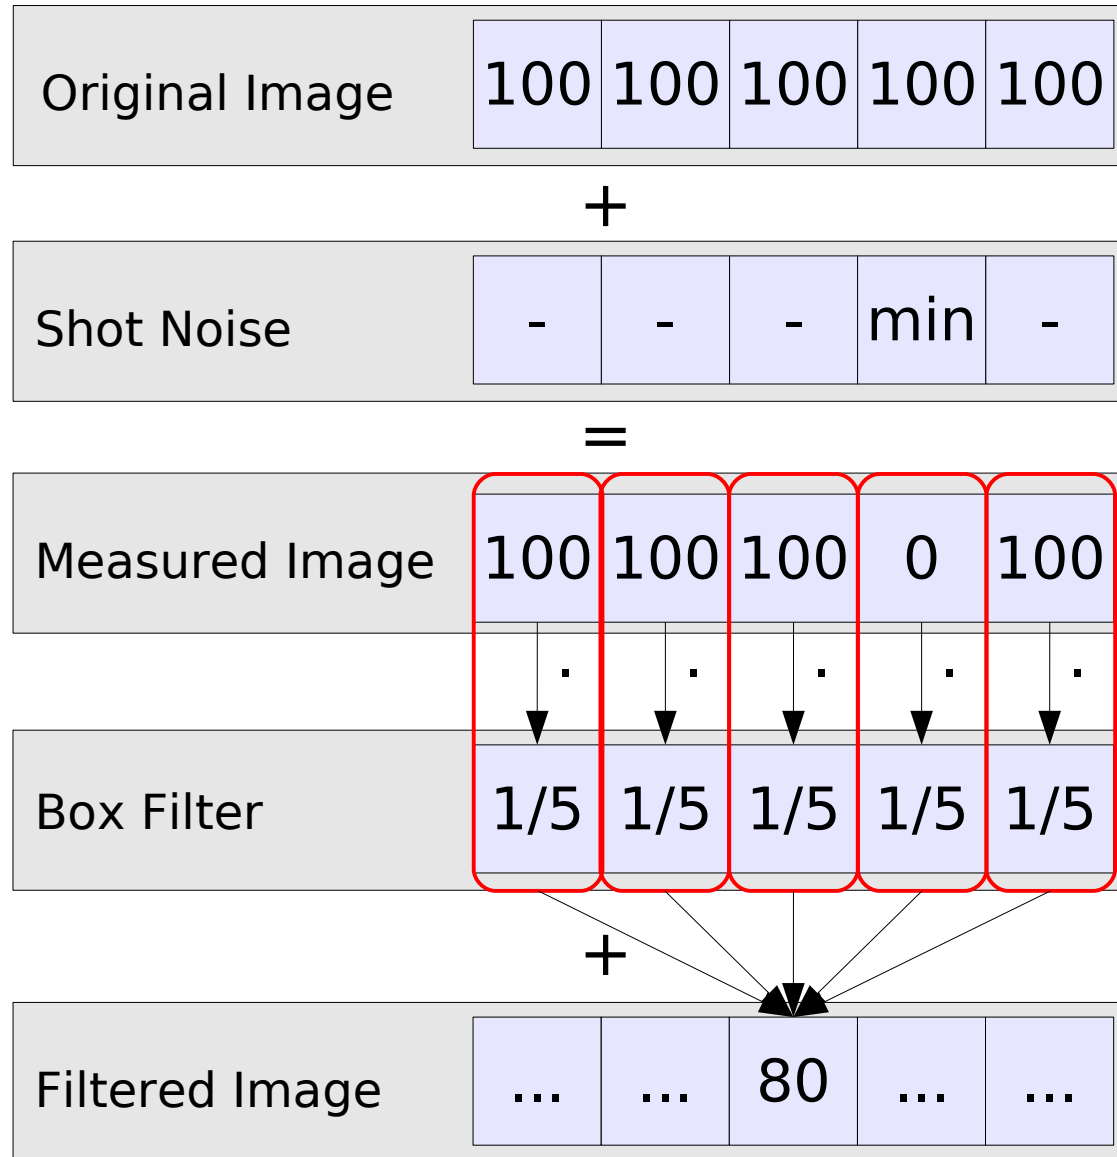 Original Image 100 100 100 100 100
+
Shot Noise - - - min -
=
Measured Image 100 100 100 0 100
. . . . .
Box Filter 1/5 1/5 1/5 1/5 1/5
+
Filtered Image ... ... 80 ... ...